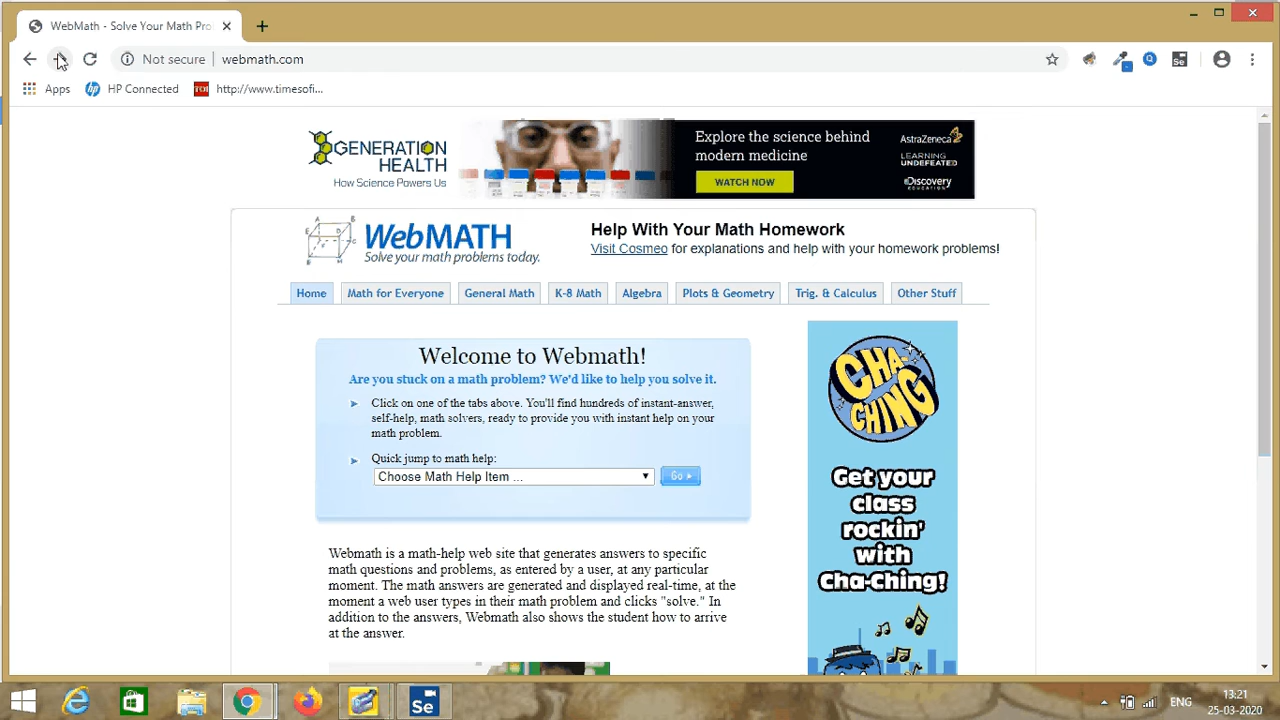 WebMath - Solve Your Math Pro
Not secure webmath.com
Se
Apps HP Connected TOI http://www.timesofi...
GENERATION
HEALTH
How Science Powers Us
Explore the science behind
modern medicine
WATCH NOW
AstraZeneca
LEARNING
UNDEFEATED
Discovery
EDUCATION
WebMATH
Solve your math problems today.
Help With Your Math Homework
Visit Cosmeo for explanations and help with your homework problems!
Home Math for Everyone General Math K-8 Math Algebra Plots & Geometry Trig. & Calculus Other Stuff
Welcome to Webmath!
Are you stuck on a math problem? We'd like to help you solve it.
Click on one of the tabs above. You'll find hundreds of instant-answer,
self-help, math solvers, ready to provide you with instant help on your
math problem.
Quick jump to math help:
Choose Math Help Item ... Go
Webmath is a math-help web site that generates answers to specific
math questions and problems, as entered by a user, at any particular
moment. The math answers are generated and displayed real-time, at the
moment a web user types in their math problem and clicks "solve." In
addition to the answers, Webmath also shows the student how to arrive
at the answer.
CHA-
CHING
Get your
class
rockin'
with
Cha-Ching!
Se
ENG
13:21
25-03-2020